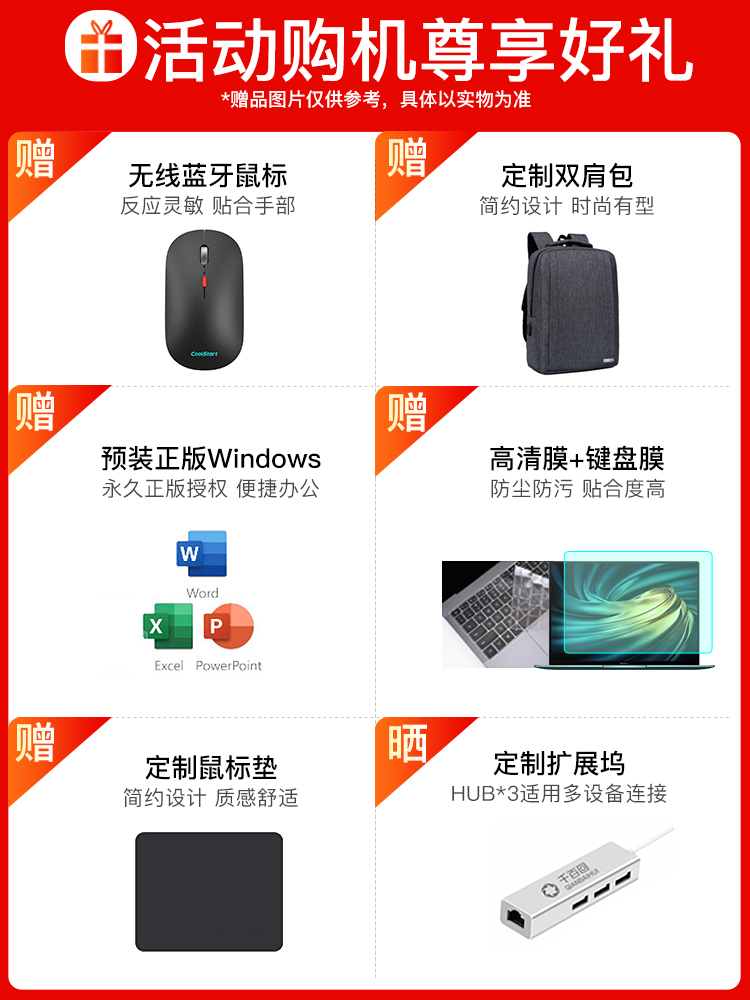 活动购机尊享好礼
*赠品图片仅供参考，具体以实物为准
赠
无线蓝牙鼠标
反应灵敏 贴合手部
CoolStart
赠
定制双肩包
简约设计 时尚有型
赠
预装正版Windows
永久正版授权 便捷办公
W
Word
X
P
Excel PowerPoint
赠
高清膜+键盘膜
防尘防污 贴合度高
赠
定制鼠标垫
简约设计 质感舒适
晒
定制扩展坞
HUB*3适用多设备连接
千百回
QIANBAIHUI